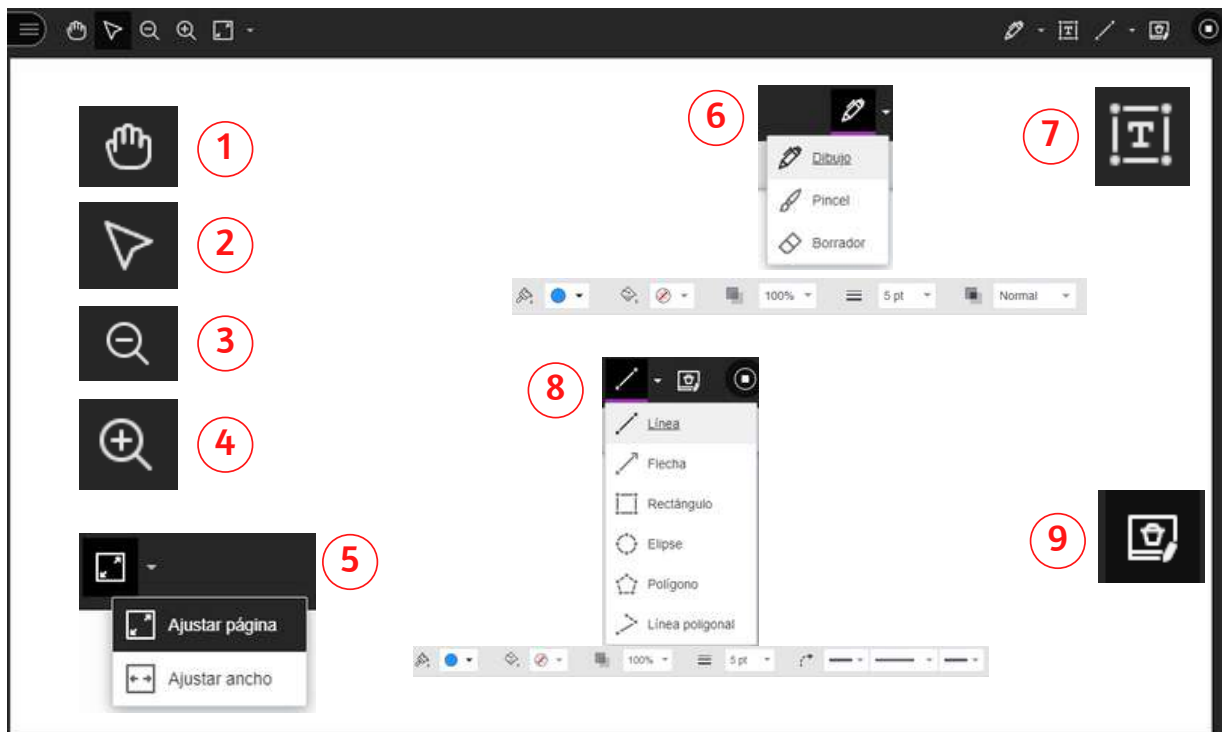 1
2
3
4
5
Ajustar página
Ajustar ancho
6
Dibujo
Pincel
Borrador
100%
5 pt
Normal
7
T
8
Línea
Flecha
Rectángulo
Elipse
Polígono
Línea poligonal
100%
5 pt
9